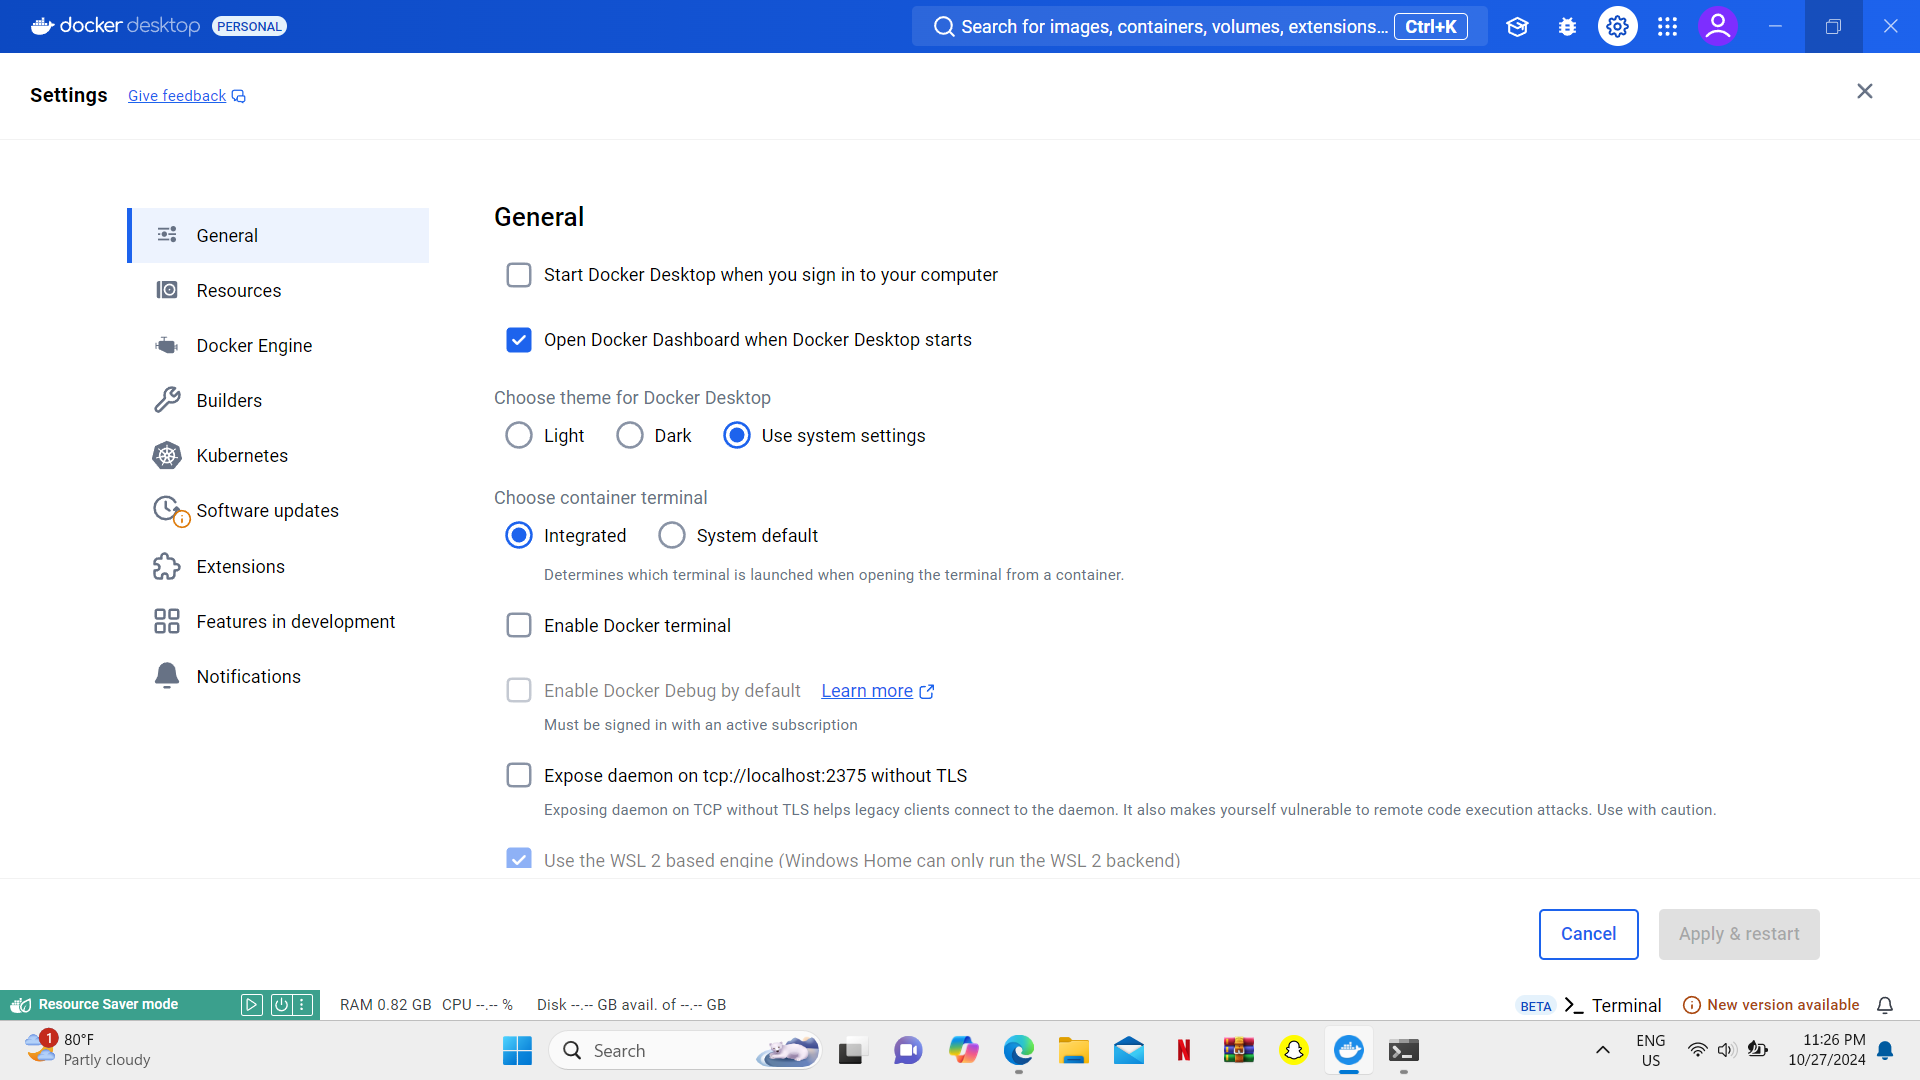 docker desktop PERSONAL
Search for images, containers, volumes, extensions... Ctrl+K
Settings Give feedback
General
Resources
Docker Engine
Builders
Kubernetes
Software updates
Extensions
Features in development
Notifications
General
Start Docker Desktop when you sign in to your computer
Open Docker Dashboard when Docker Desktop starts
Choose theme for Docker Desktop
Light Dark Use system settings
Choose container terminal
Integrated System default
Determines which terminal is launched when opening the terminal from a container.
Enable Docker terminal
Enable Docker Debug by default Learn more
Must be signed in with an active subscription
Expose daemon on tcp://localhost:2375 without TLS
Exposing daemon on TCP without TLS helps legacy clients connect to the daemon. It also makes yourself vulnerable to remote code execution attacks. Use with caution.
Use the WSL 2 based engine (Windows Home can only run the WSL 2 backend)
Cancel Apply & restart
Resource Saver mode RAM 0.82 GB CPU --.-- % Disk --.-- GB avail. of --.-- GB BETA Terminal New version available
1 80°F
Partly cloudy
Search
N
ENG
US
11:26 PM
10/27/2024